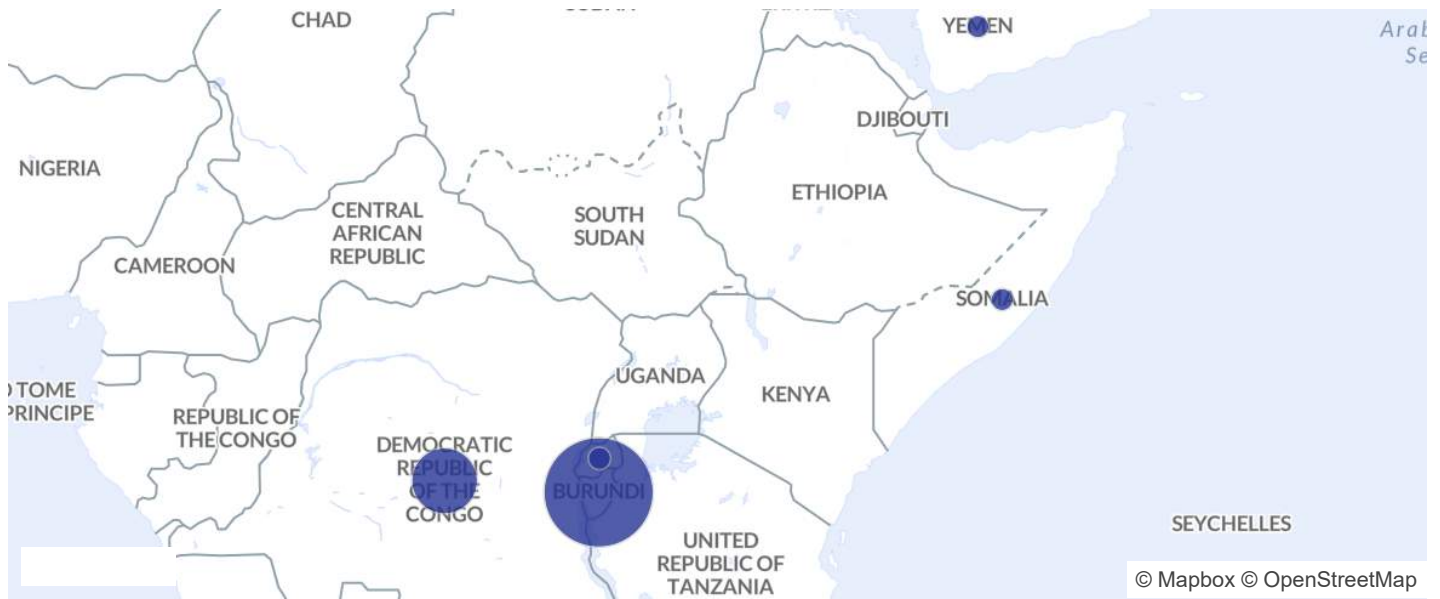 CHAD
YEMEN
Arab
Se
DJIBOUTI
NIGERIA
ETHIOPIA
CENTRAL
AFRICAN
REPUBLIC
SOUTH
SUDAN
CAMEROON
SOMALIA
UGANDA
KENYA
TOME
PRINCIPE
REPUBLIC OF
THE CONGO
DEMOCRATIC
REPUBLIC
OF THE
CONGO
BURUNDI
SEYCHELLES
UNITED
REPUBLIC OF
TANZANIA
© Mapbox © OpenStreetMap